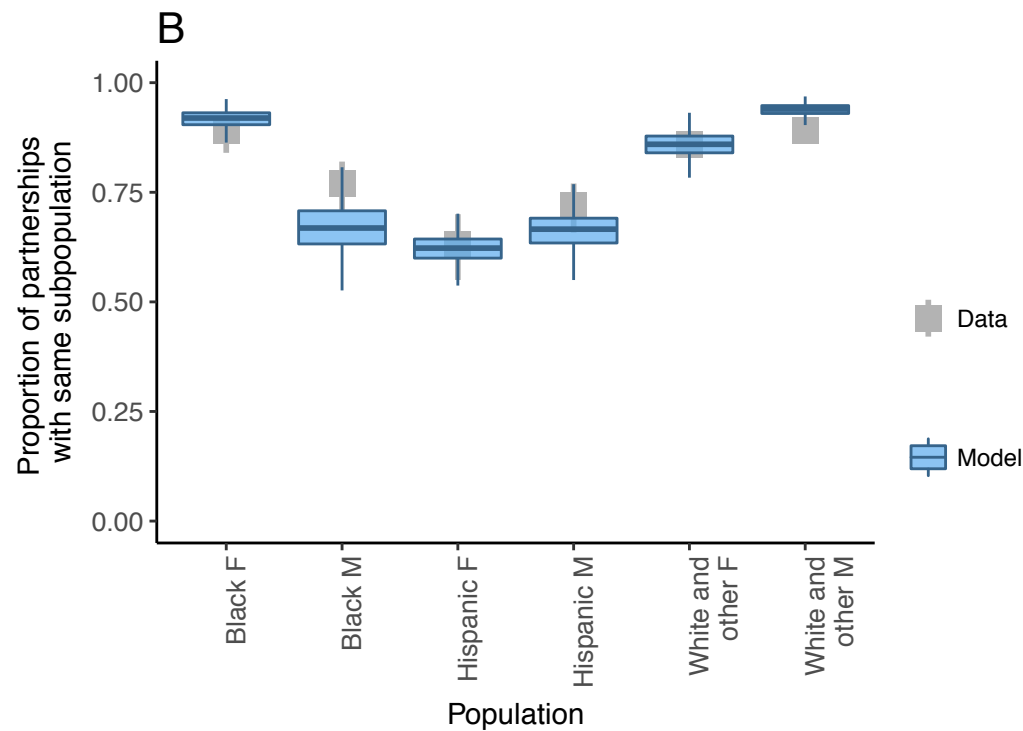 B
Proportion of partnerships
with same subpopulation
1.00
0.75
0.50
0.25
0.00
Black F
Black M
Hispanic F
Hispanic M
White and
other F
White and
other M
Population
Data
Model